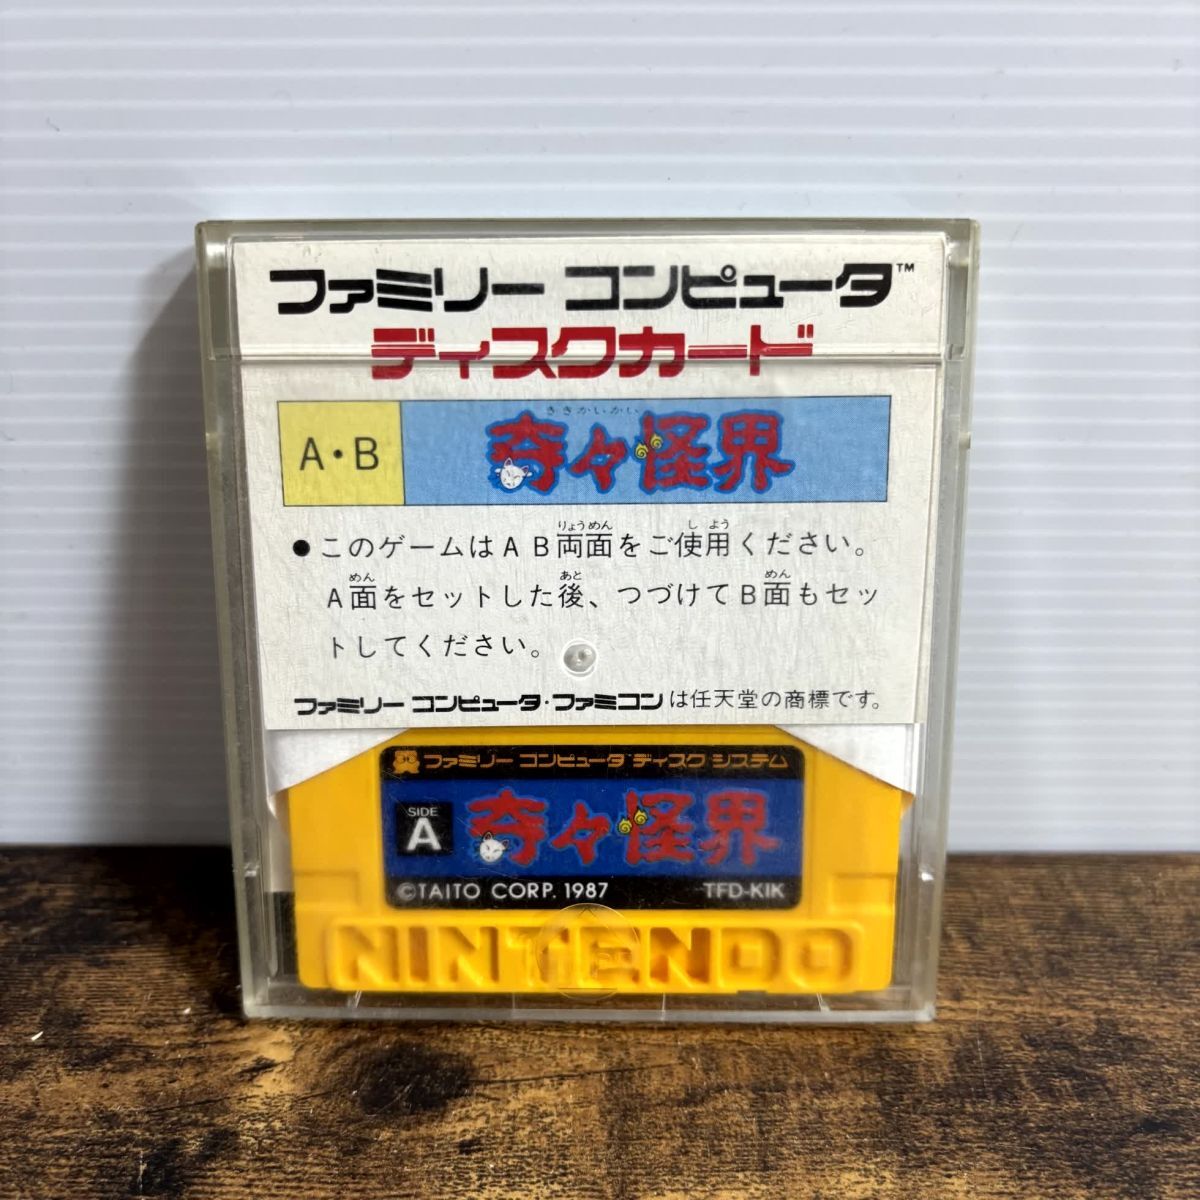 ファミリー コンピュータ™
ディスクカード
A・B
ききかいかい
奇々怪界
りょうめん し よう
●このゲームはＡＢ両面をご使用ください。
めん あと めん
Ａ面をセットした後、つづけてＢ面もセッ
トしてください。
ファミリー コンピュータ・ファミコンは任天堂の商標です。
ファミリー コンピュータ ディスク システム
SIDE
A
奇々怪界
©TAITO CORP. 1987 TFD-KIK
NINTENDO